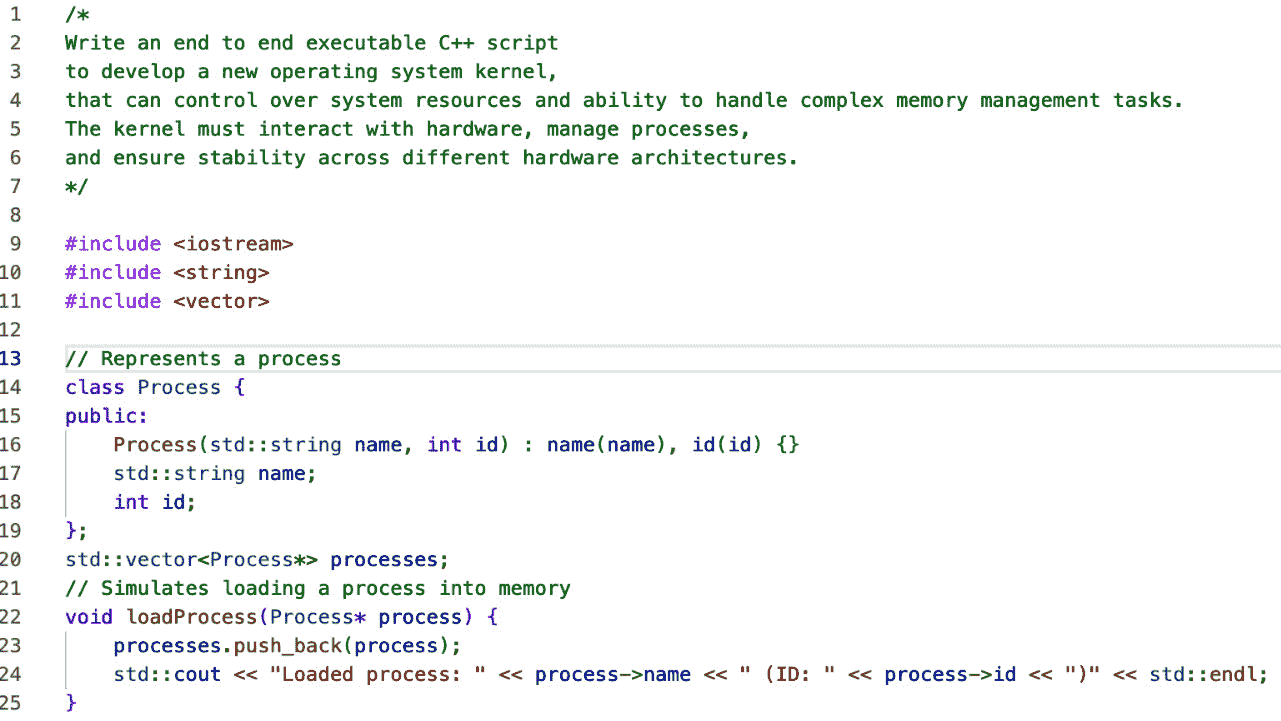 1 /*
2 Write an end to end executable C++ script
3 to develop a new operating system kernel,
4 that can control over system resources and ability to handle complex memory management tasks.
5 The kernel must interact with hardware, manage processes,
6 and ensure stability across different hardware architectures.
7 */
8
9 #include <iostream>
10 #include <string>
11 #include <vector>
12
13 // Represents a process
14 class Process {
15 public:
16     Process(std::string name, int id) : name(name), id(id) {}
17     std::string name;
18     int id;
19 };
20 std::vector<Process*> processes;
21 // Simulates loading a process into memory
22 void loadProcess(Process* process) {
23     processes.push_back(process);
24     std::cout << "Loaded process: " << process->name << " (ID: " << process->id << ")" << std::endl;
25 }